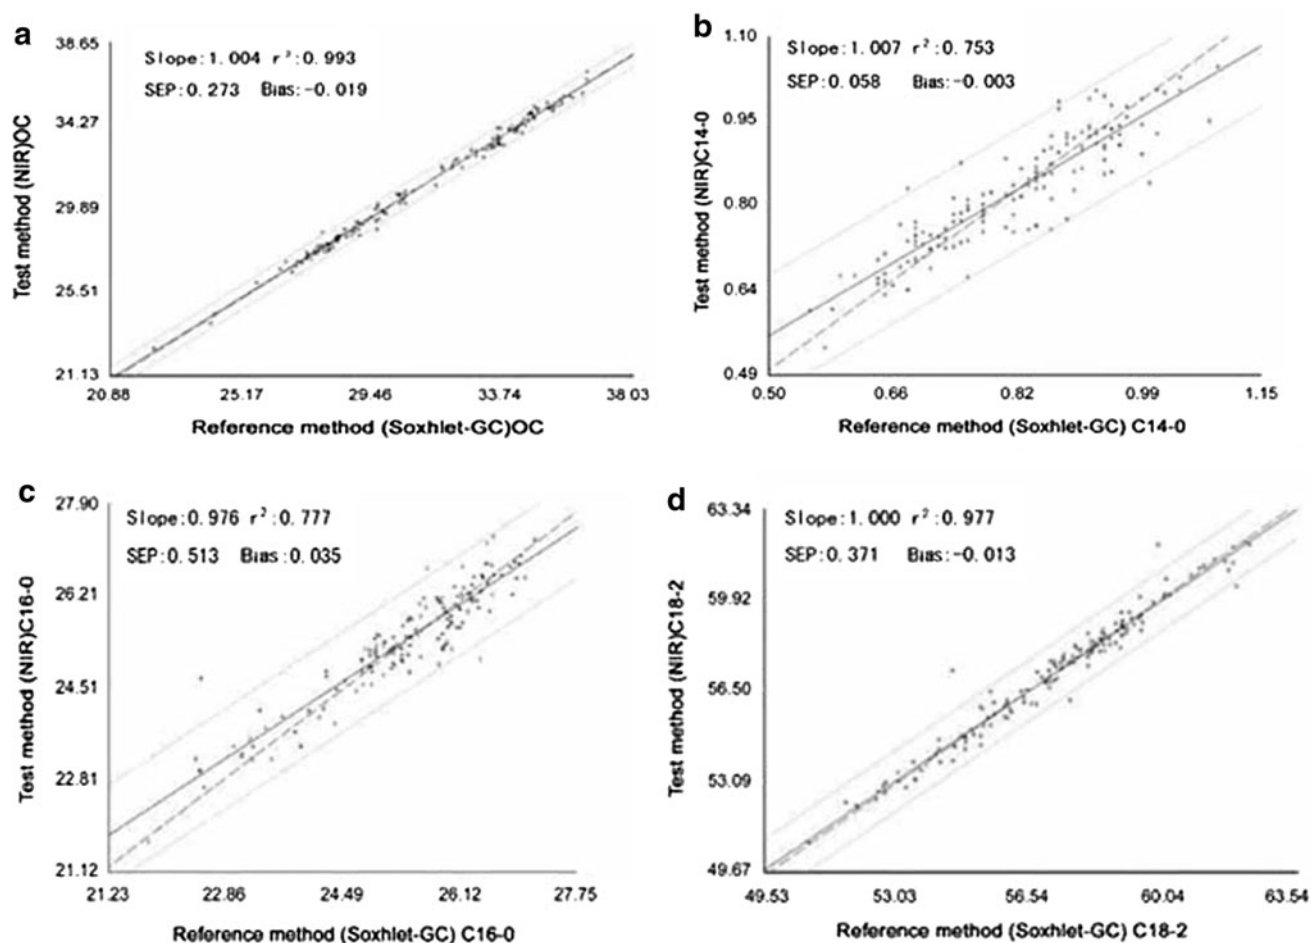 a
38.65
Slope:1.004 r²:0.993
SEP:0.273 Bias:-0.019
34.27
29.89
25.51
21.13
Test method (NIR)OC
20.88 25.17 29.46 33.74 38 03
Reference method (Soxhlet-GC)OC
b
1.10
Slope:1.007 r²:0.753
SEP:0.058 Bias:-0.003
0.95
0.80
0.64
0.49
Test method (NIR)C14-0
0.50 0.66 0.82 0.99 1.15
Reference method (Soxhlet-GC) C14-0
c
27.90
Slope:0.976 r²:0.777
SEP:0.513 Bias:0.035
26.21
24.51
22.81
21.12
Test method (NIR)C16-0
21.23 22.86 24.49 26.12 27.75
Reference method (Soxhlet-GC) C16-0
d
63.34
Slope:1.000 r²:0.977
SEP:0.371 Bias:-0.013
59.92
56.50
53.09
49.67
Test method (NIR)C18-2
49.53 53.03 56.54 60.04 63.54
Reference method (Soxhlet-GC) C18-2